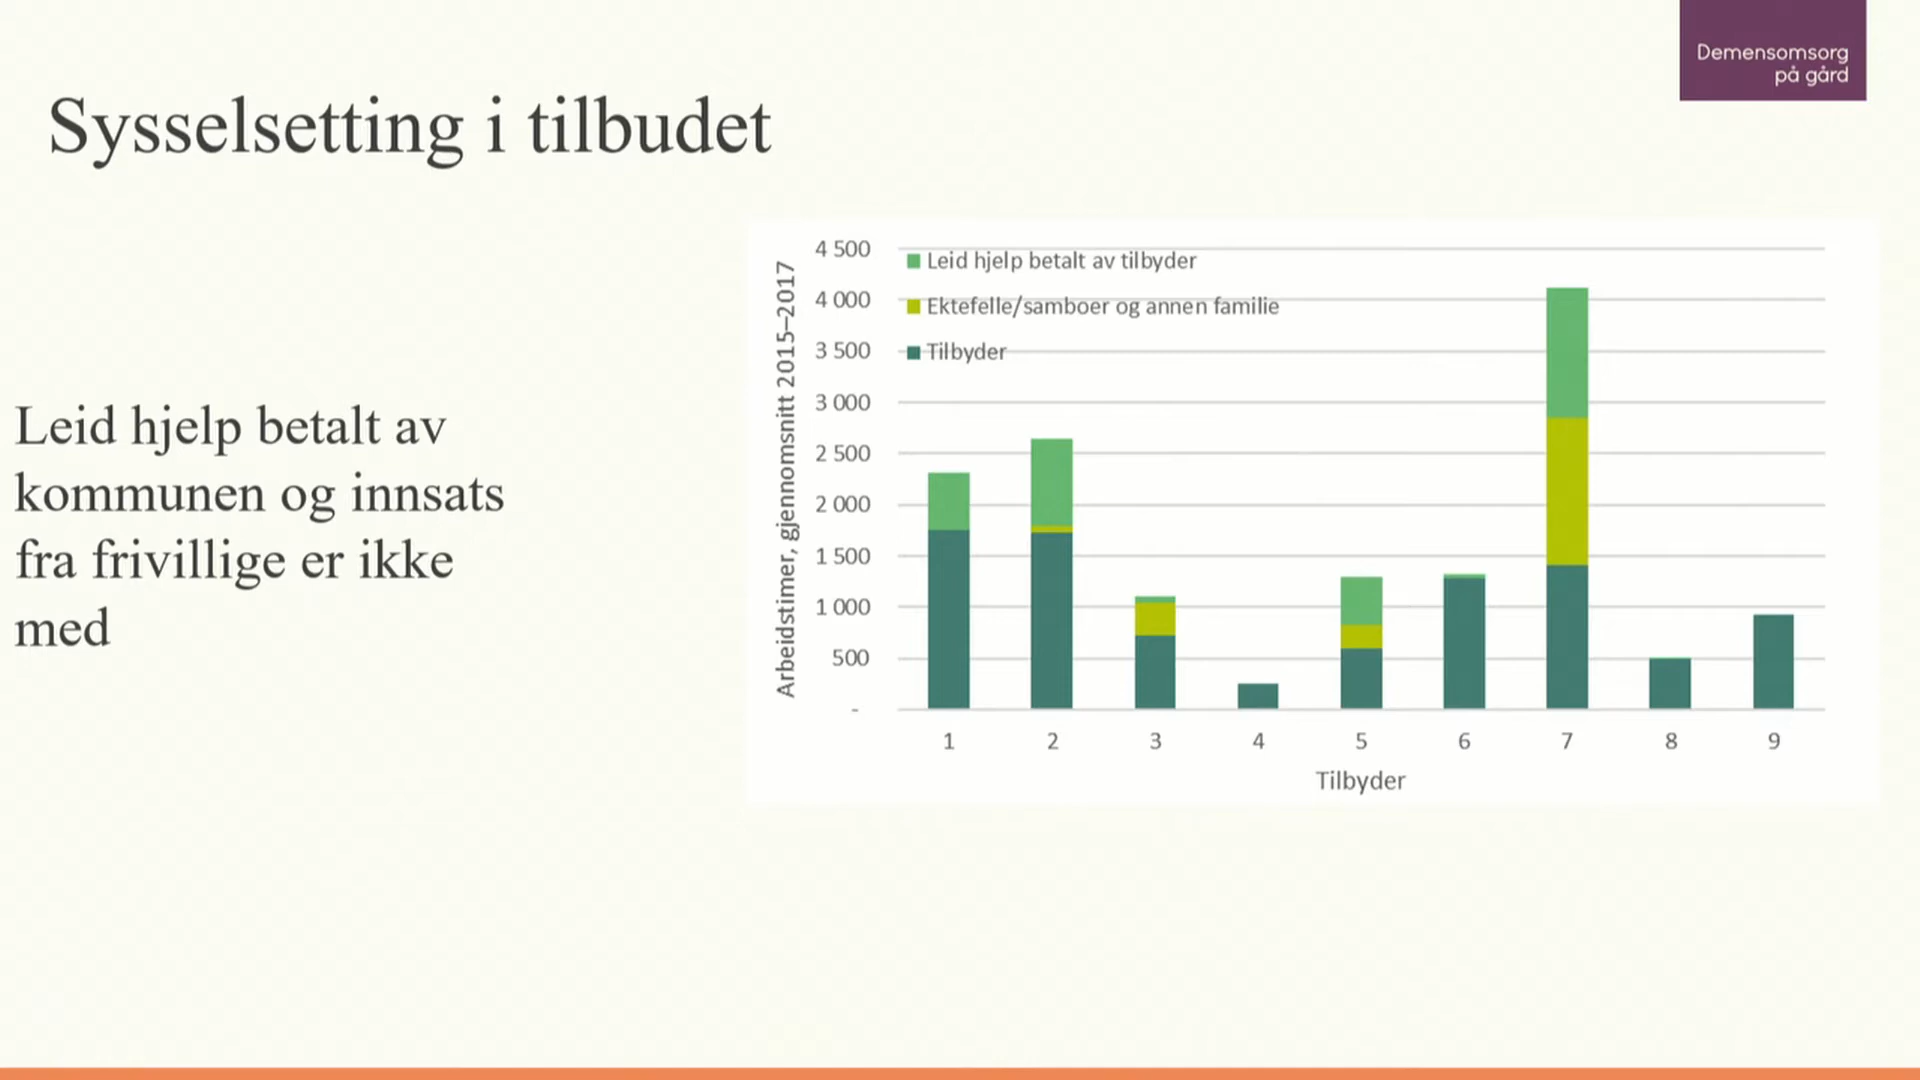 Demensomsorg
på gård
Sysselsetting i tilbudet
Leid hjelp betalt av
kommunen og innsats
fra frivillige er ikke
med
Arbeidstimer, gjennomsnitt 2015–2017
4 500
4 000
3 500
3 000
2 500
2 000
1 500
1 000
500
-
Leid hjelp betalt av tilbyder
Ektefelle/samboer og annen familie
Tilbyder
1 2 3 4 5 6 7 8 9
Tilbyder